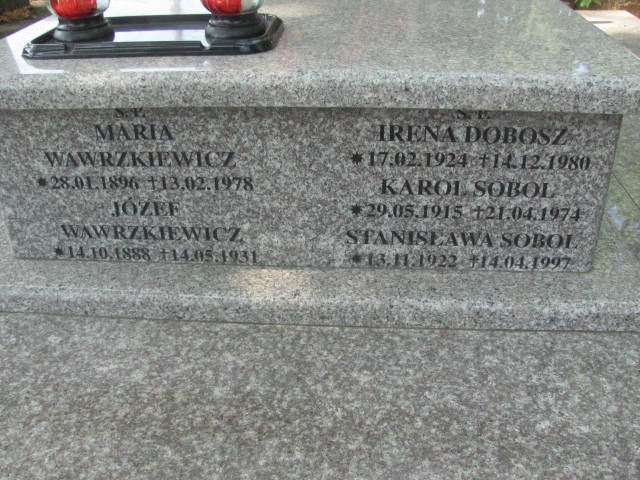 Ś.P.
MARIA
WAWRZKIEWICZ
*28.01.1896 †13.02.1978
JÓZEF
WAWRZKIEWICZ
*14.10.1888 †14.05.1931
Ś.P.
IRENA DOBOSZ
*17.02.1924 †14.12.1980
KAROL SOBOL
*29.05.1915 †21.04.1974
STANISŁAWA SOBOL
*13.11.1922 †14.04.1997